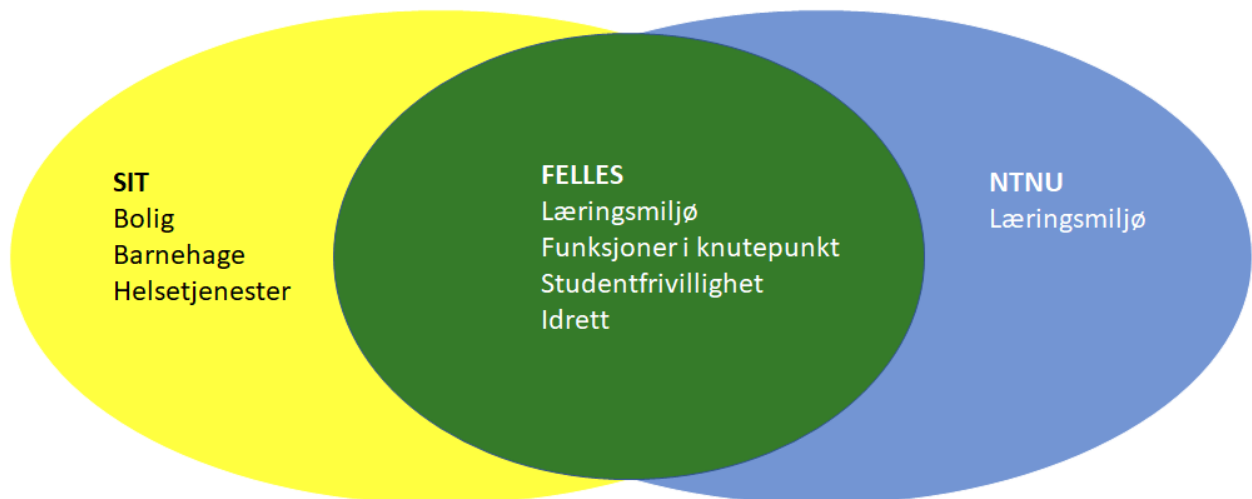 SIT
Bolig
Barnehage
Helsetjenester
FELLES
Læringsmiljø
Funksjoner i knutepunkt
Studentfrivillighet
Idrett
NTNU
Læringsmiljø